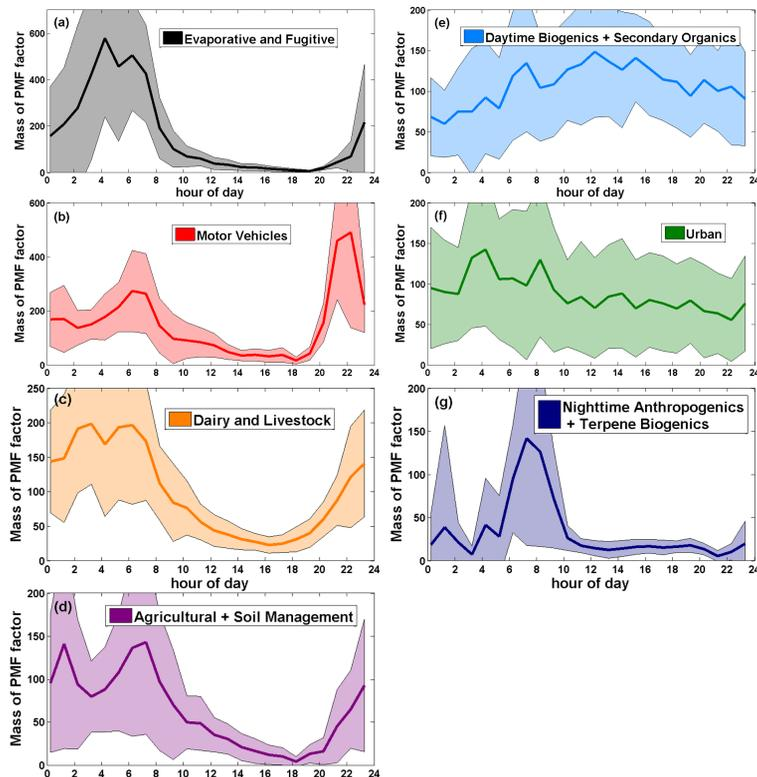 (a)
Evaporative and Fugitive
Mass of PMF factor
600
400
200
0
0 2 4 6 8 10 12 14 16 18 20 22 24
hour of day
(b)
Motor Vehicles
Mass of PMF factor
600
400
200
0
0 2 4 6 8 10 12 14 16 18 20 22 24
(c)
Dairy and Livestock
Mass of PMF factor
250
200
150
100
50
0
0 2 4 6 8 10 12 14 16 18 20 22 24
hour of day
(d)
Agricultural + Soil Management
Mass of PMF factor
200
150
100
50
0
0 2 4 6 8 10 12 14 16 18 20 22 24
hour of day
(e)
Daytime Biogenics + Secondary Organics
Mass of PMF factor
200
150
100
50
0
0 2 4 6 8 10 12 14 16 18 20 22 24
hour of day
(f)
Urban
Mass of PMF factor
200
150
100
50
0
0 2 4 6 8 10 12 14 16 18 20 22 24
(g)
Nighttime Anthropogenics
+ Terpene Biogenics
Mass of PMF factor
200
150
100
50
0
0 2 4 6 8 10 12 14 16 18 20 22 24
hour of day